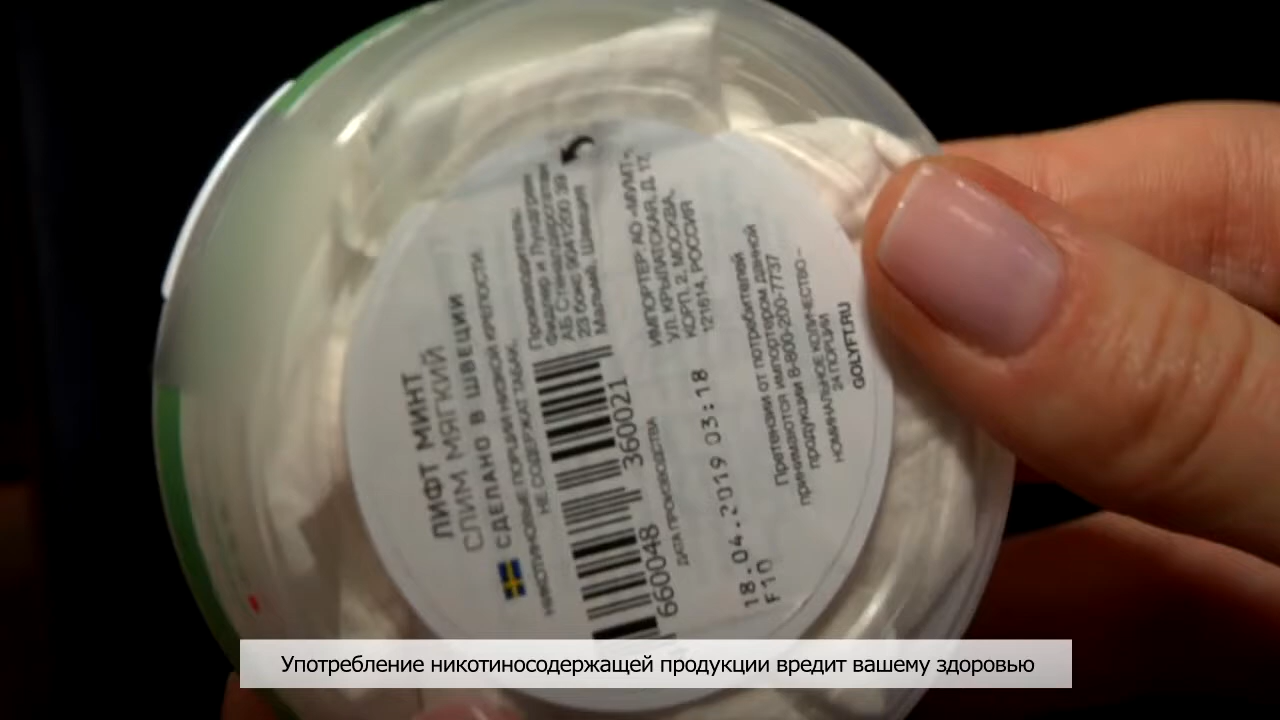 ЛИФТ МИНТ
СЛИМ МЯГКИЙ
СДЕЛАНО В ШВЕЦИИ
НИКОТИНОВЫЕ ПОРЦИИ НИЗКОЙ КРЕПОСТИ
НЕ СОДЕРЖАТ ТАБАК.
Производитель:
Фидлер и Лундгрен
АБ Стенйдарсгатан
23 бокс 9041200 39
Мальмё, Швеция
660048 360021
ИМПОРТЕР АО «МУМТ»,
УЛ. КРЫЛАТСКАЯ, Д. 17,
КОРП. 2, МОСКВА,
121614, РОССИЯ
ДАТА ПРОИЗВОДСТВА
18.04.2019 03:18
F10
Претензии от потребителей
принимаются импортером данной
продукции 8-800-200-7737
НОМИНАЛЬНОЕ КОЛИЧЕСТВО –
24 ПОРЦИИ
GOLYFT.RU
Употребление никотиносодержащей продукции вредит вашему здоровью